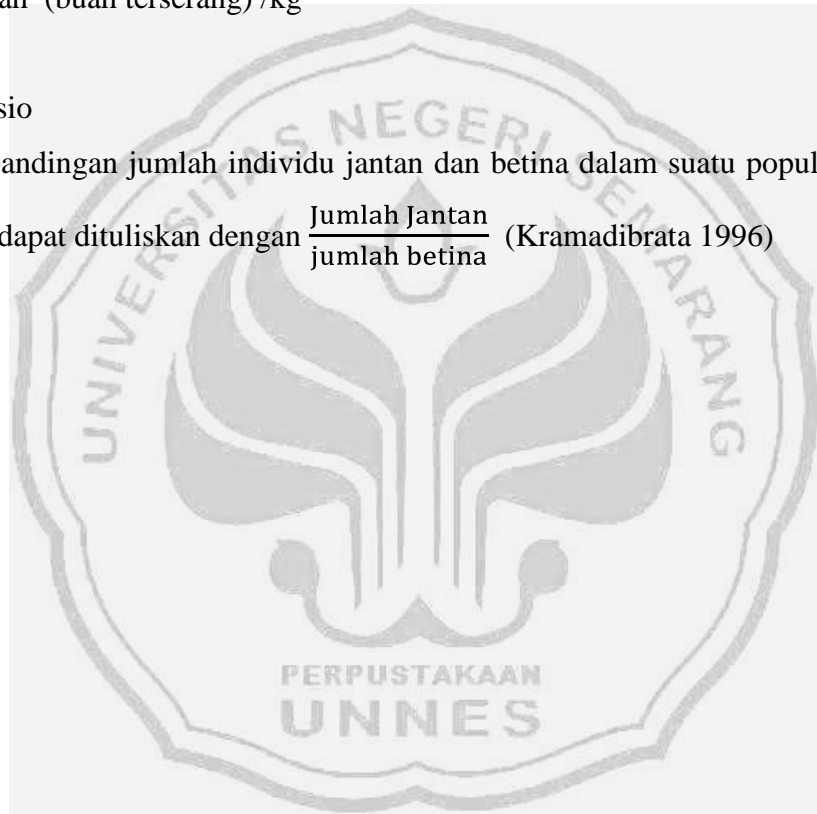 (buah terserang) /kg
sio
andingan jumlah individu jantan dan betina dalam suatu popul
dapat dituliskan dengan Jumlah Jantan
jumlah betina (Kramadibrata 1996)
UNIVERSITAS NEGERI SEMARANG
PERPUSTAKAAN
UNNES